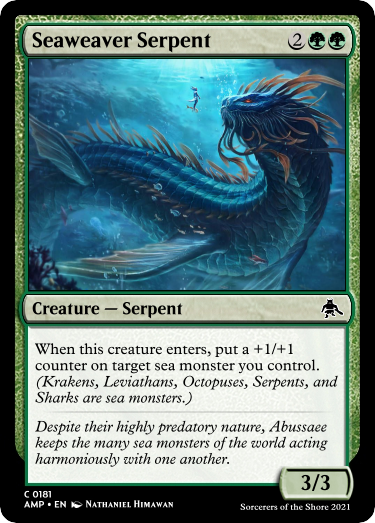 Seaweaver Serpent 2
Creature — Serpent
When this creature enters, put a +1/+1
counter on target sea monster you control.
(Krakens, Leviathans, Octopuses, Serpents, and
Sharks are sea monsters.)
Despite their highly predatory nature, Abussaee
keeps the many sea monsters of the world acting
harmoniously with one another.
3/3
C 0181
AMP • EN Nathaniel Himawan
Sorcerers of the Shore 2021